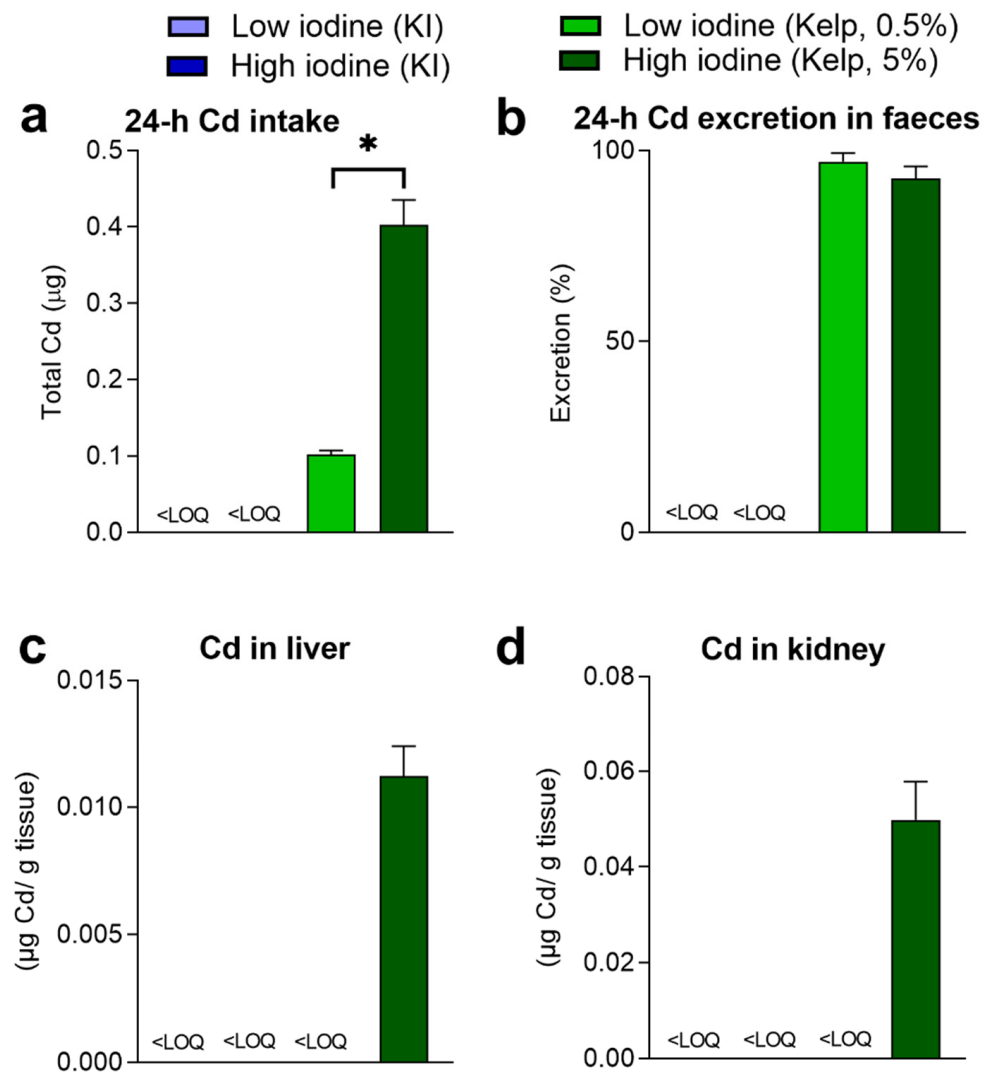 Low iodine (KI)
High iodine (KI)
Low iodine (Kelp, 0.5%)
High iodine (Kelp, 5%)
a
24-h Cd intake
*
0.5
0.4
0.3
0.2
0.1
0.0
Total Cd (µg)
<LOQ <LOQ
b
24-h Cd excretion in faeces
100
50
0
Excretion (%)
<LOQ <LOQ
c
Cd in liver
0.015
0.010
0.005
0.000
(µg Cd/ g tissue)
<LOQ <LOQ <LOQ
d
Cd in kidney
0.08
0.06
0.04
0.02
0.00
(µg Cd/ g tissue)
<LOQ <LOQ <LOQ